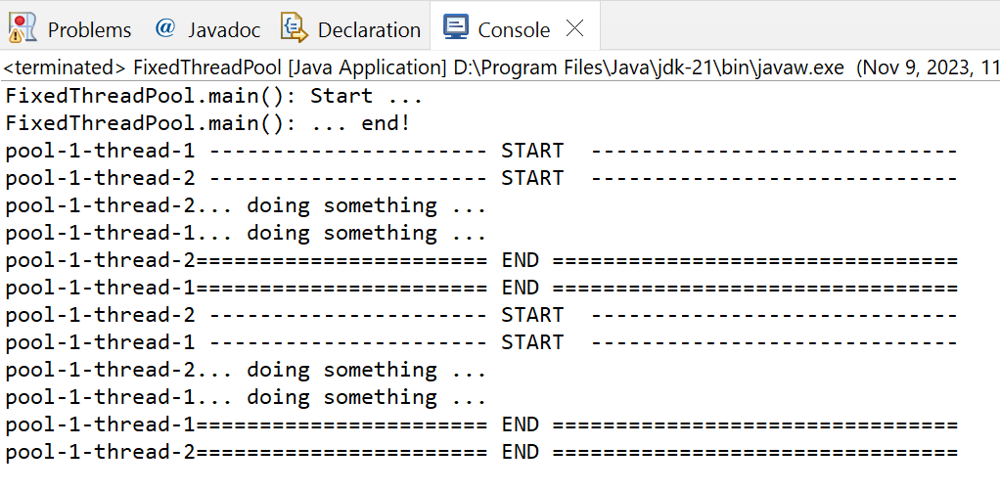 Problems @ Javadoc Declaration Console
<terminated> FixedThreadPool [Java Application] D:\Program Files\Java\jdk-21\bin\javaw.exe (Nov 9, 2023, 11
FixedThreadPool.main(): Start ...
FixedThreadPool.main(): ... end!
pool-1-thread-1 ---------------------- START  -----------------------------
pool-1-thread-2 ---------------------- START  -----------------------------
pool-1-thread-2... doing something ...
pool-1-thread-1... doing something ...
pool-1-thread-2======================= END ================================
pool-1-thread-1======================= END ================================
pool-1-thread-2 ---------------------- START  -----------------------------
pool-1-thread-1 ---------------------- START  -----------------------------
pool-1-thread-2... doing something ...
pool-1-thread-1... doing something ...
pool-1-thread-1======================= END ================================
pool-1-thread-2======================= END ================================